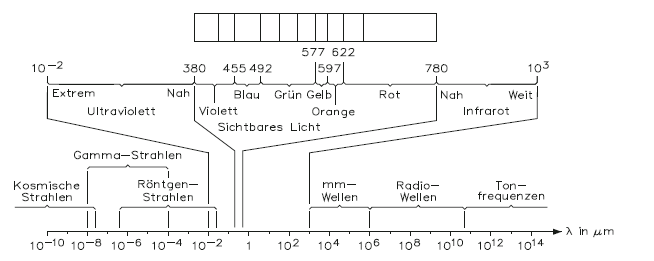 577 622
10⁻² 380 455 492 597 780 10³
Extrem Nah Blau Grün Gelb Rot Nah Weit
Ultraviolett Violett Orange Infrarot
Sichtbares Licht
Gamma–Strahlen
Kosmische Strahlen
Röntgen– Strahlen
mm– Wellen
Radio– Wellen
Ton– frequenzen
10⁻¹⁰ 10⁻⁸ 10⁻⁶ 10⁻⁴ 10⁻² 1 10² 10⁴ 10⁶ 10⁸ 10¹⁰ 10¹² 10¹⁴ λ in μm